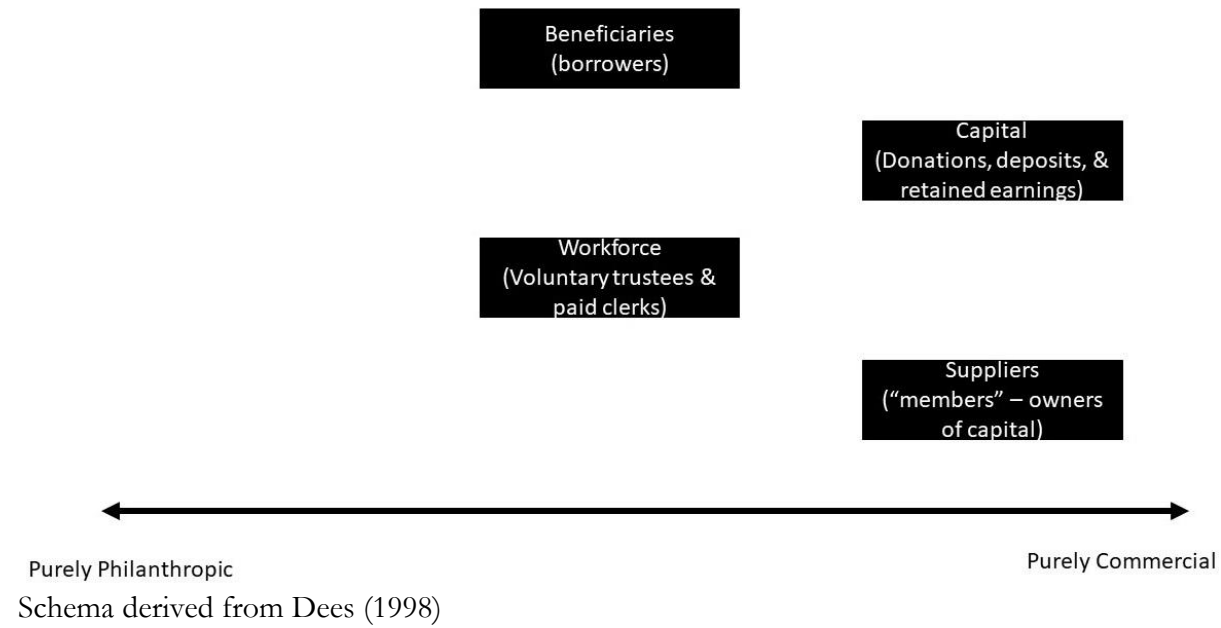 Beneficiaries
(borrowers)
Capital
(Donations, deposits, &
retained earnings)
Workforce
(Voluntary trustees &
paid clerks)
Suppliers
(“members” – owners
of capital)
Purely Philanthropic
Purely Commercial
Schema derived from Dees (1998)